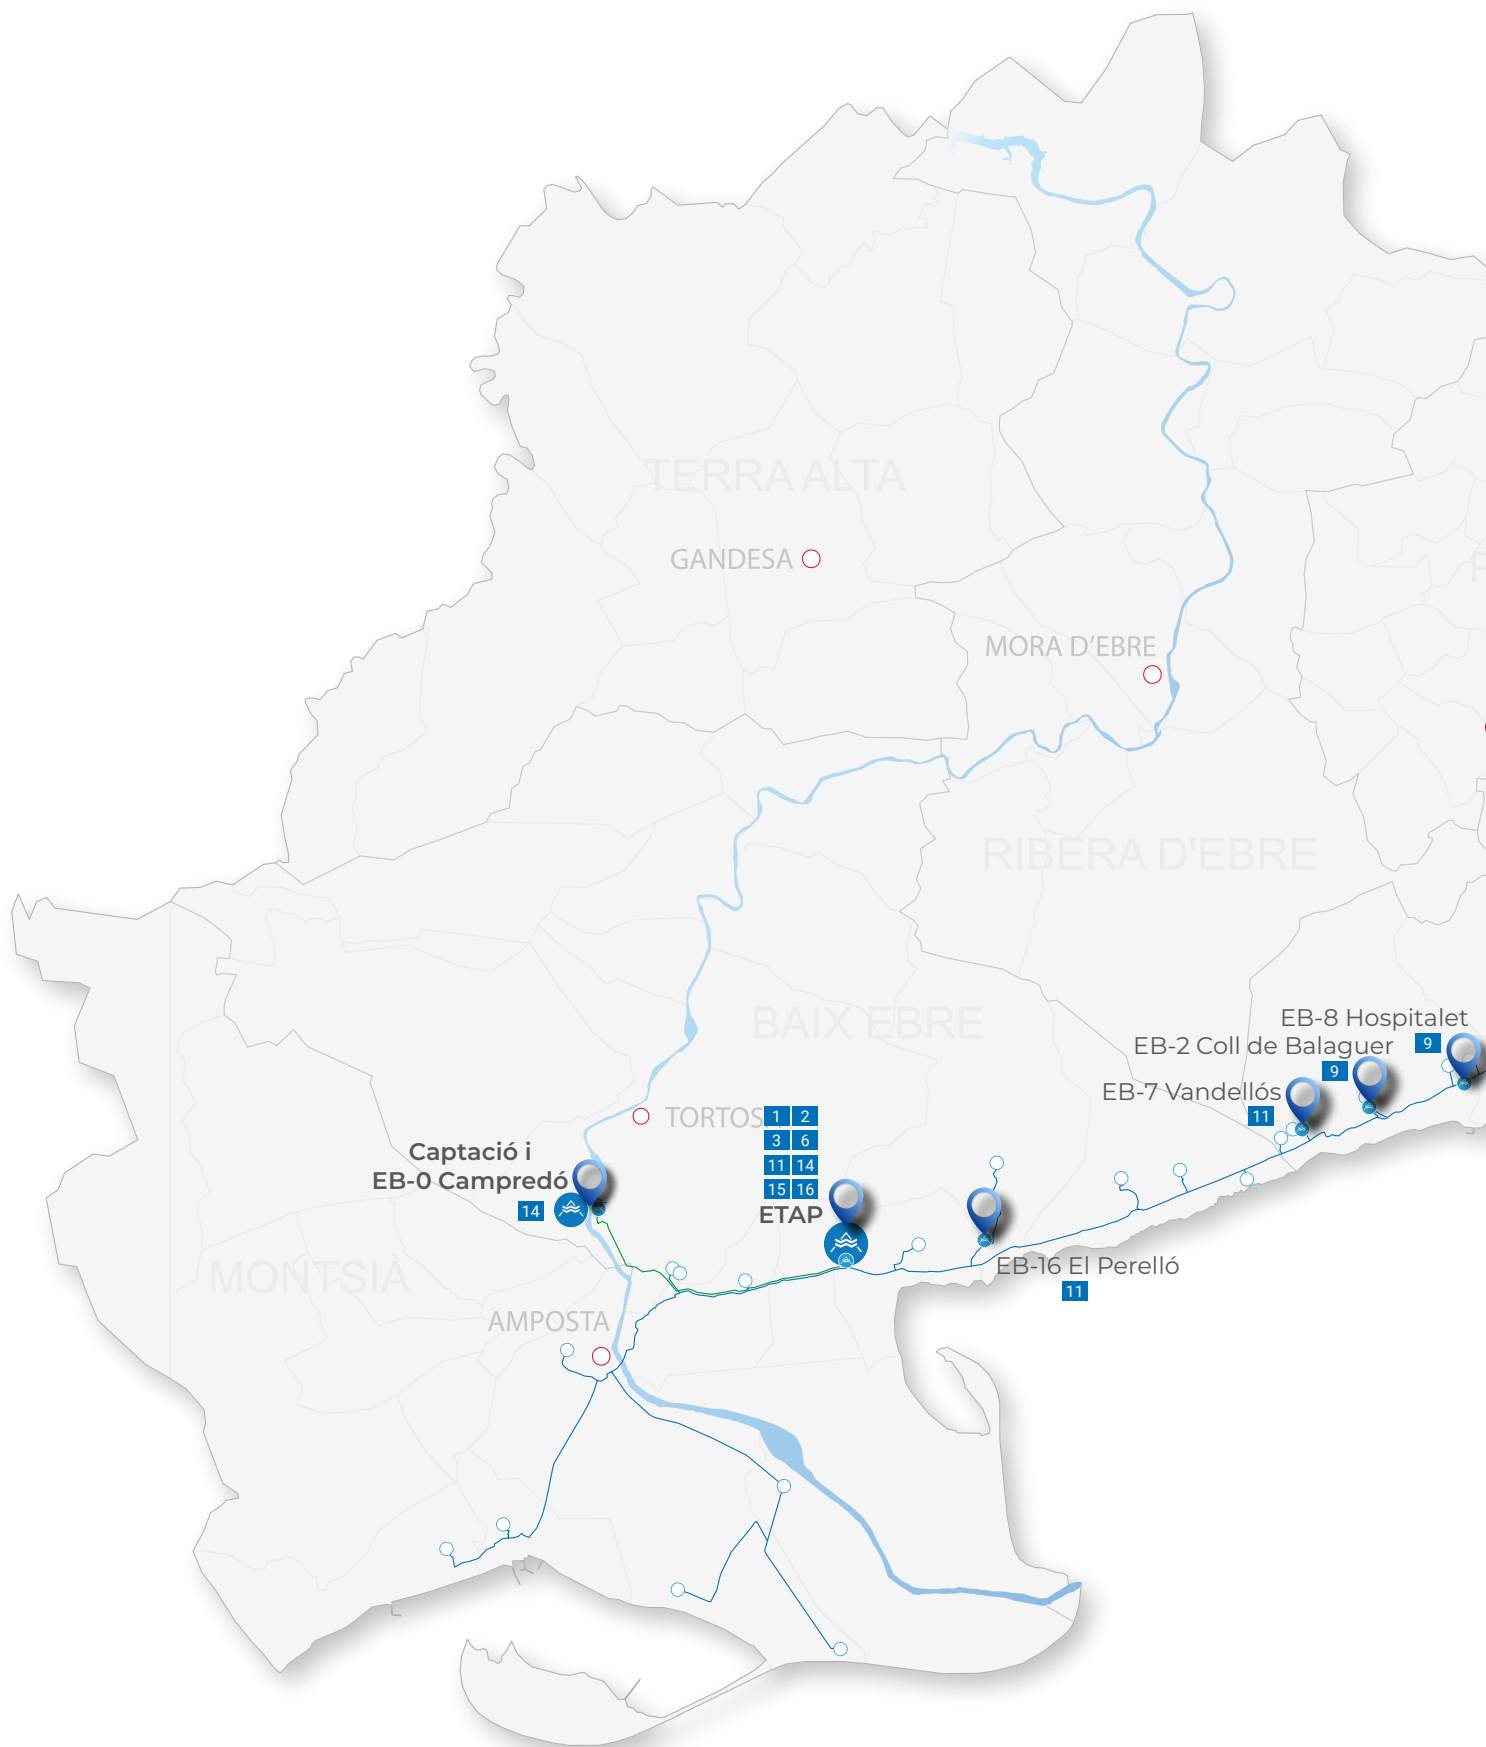 TERRA ALTA
GANDESA
MORA D'EBRE
RIBERA D'EBRE
BAIX EBRE
EB-8 Hospitalet
9
EB-2 Coll de Balaguer
9
EB-7 Vandellós
11
TORTOS
1 2
3 6
11 14
15 16
ETAP
Captació i
EB-0 Campredó
14
EB-16 El Perelló
11
MONTSIÀ
AMPOSTA